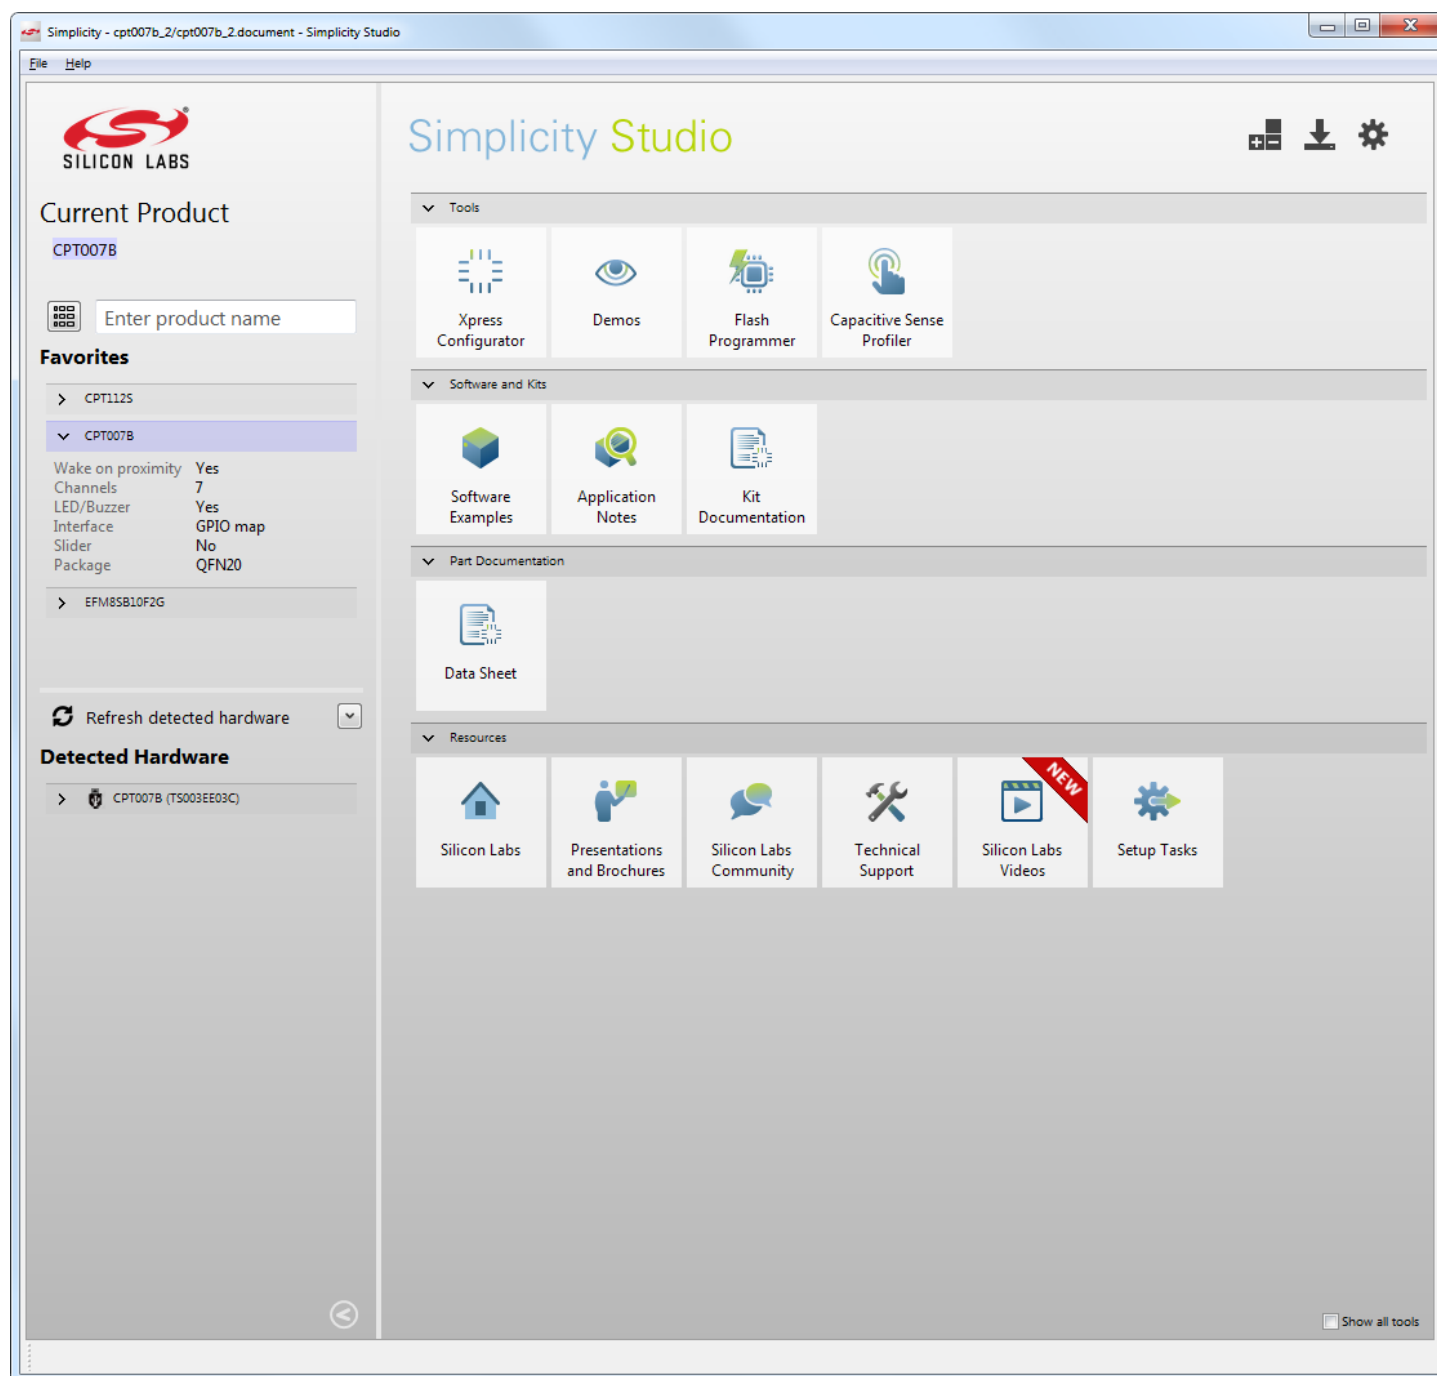 Simplicity - cpt007b_2/cpt007b_2.document - Simplicity Studio
File Help
SILICON LABS
Current Product
CPT007B
Enter product name
Favorites
CPT112S
CPT007B
Wake on proximity Yes
Channels 7
LED/Buzzer Yes
Interface GPIO map
Slider No
Package QFN20
EFM8SB10F2G
Refresh detected hardware
Detected Hardware
CPT007B (TS003EE03C)
Simplicity Studio
Tools
Xpress
Configurator
Demos
Flash
Programmer
Capacitive Sense
Profiler
Software and Kits
Software
Examples
Application
Notes
Kit
Documentation
Part Documentation
Data Sheet
Resources
Silicon Labs
Presentations
and Brochures
Silicon Labs
Community
Technical
Support
NEW
Silicon Labs
Videos
Setup Tasks
Show all tools